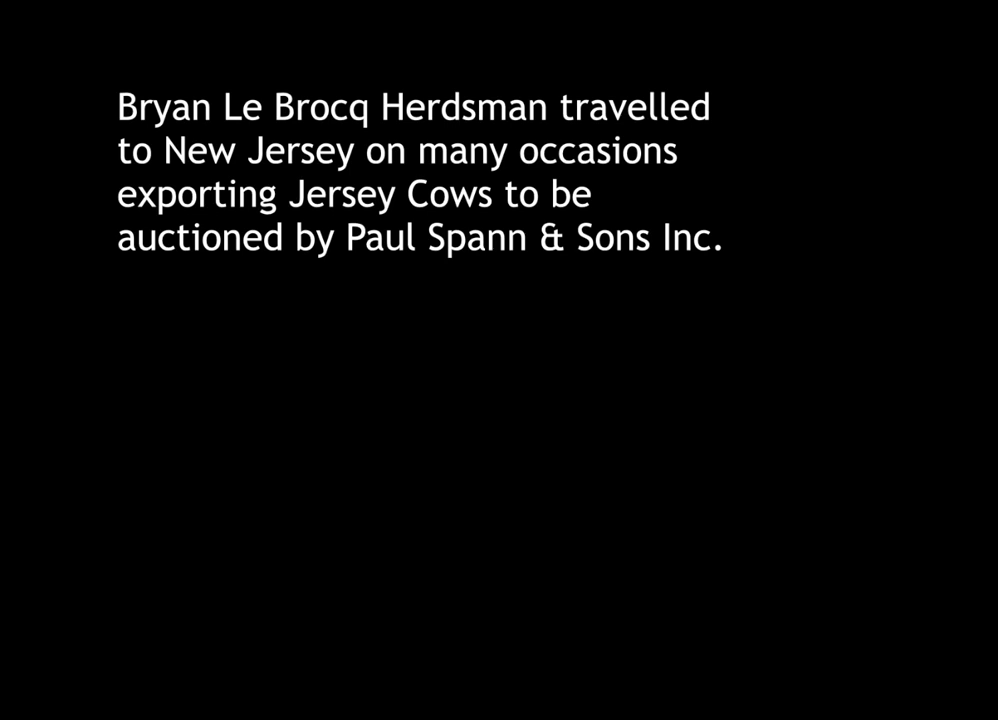 Bryan Le Brocq Herdsman travelled
to New Jersey on many occasions
exporting Jersey Cows to be
auctioned by Paul Spann & Sons Inc.